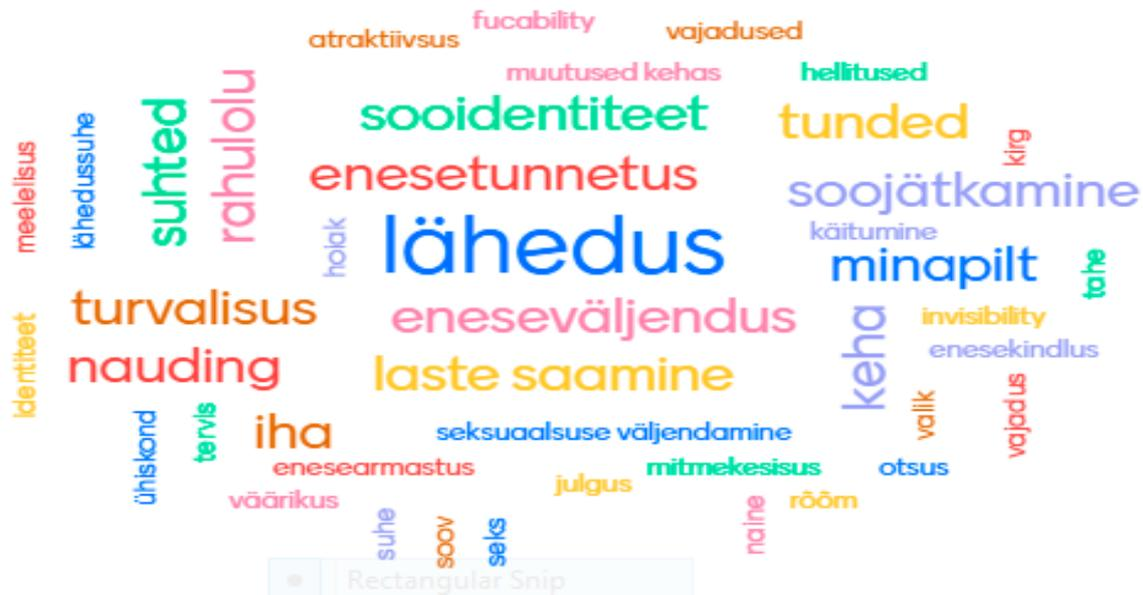 fucability
atraktiivsus
vajadused
muutused kehas
hellitused
sooidentiteet
tunded
suhted
rahulolu
lähedussuhe
meelelisus
kirg
enesetunnetus
soojätkamine
hoiak
lähedus
käitumine
minapilt
tahe
turvalisus
eneseväljendus
keha
invisibility
identiteet
nauding
laste saamine
enesekindlus
valik
vajadus
ühiskond
tervis
iha
seksuaalsuse väljendamine
enesearmastus
mitmekesisus
otsus
julgus
väärikus
naine
rõõm
suhe
soov
seks
Rectangular Snip